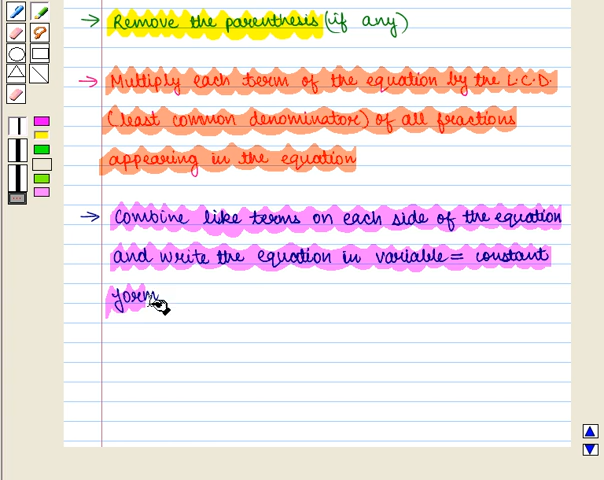 → Remove the parenthesis (if any)
→ Multiply each term of the equation by the L.C.D.
(least common denominator) of all fractions
appearing in the equation
→ Combine like terms on each side of the equation
and write the equation in variable = constant
form